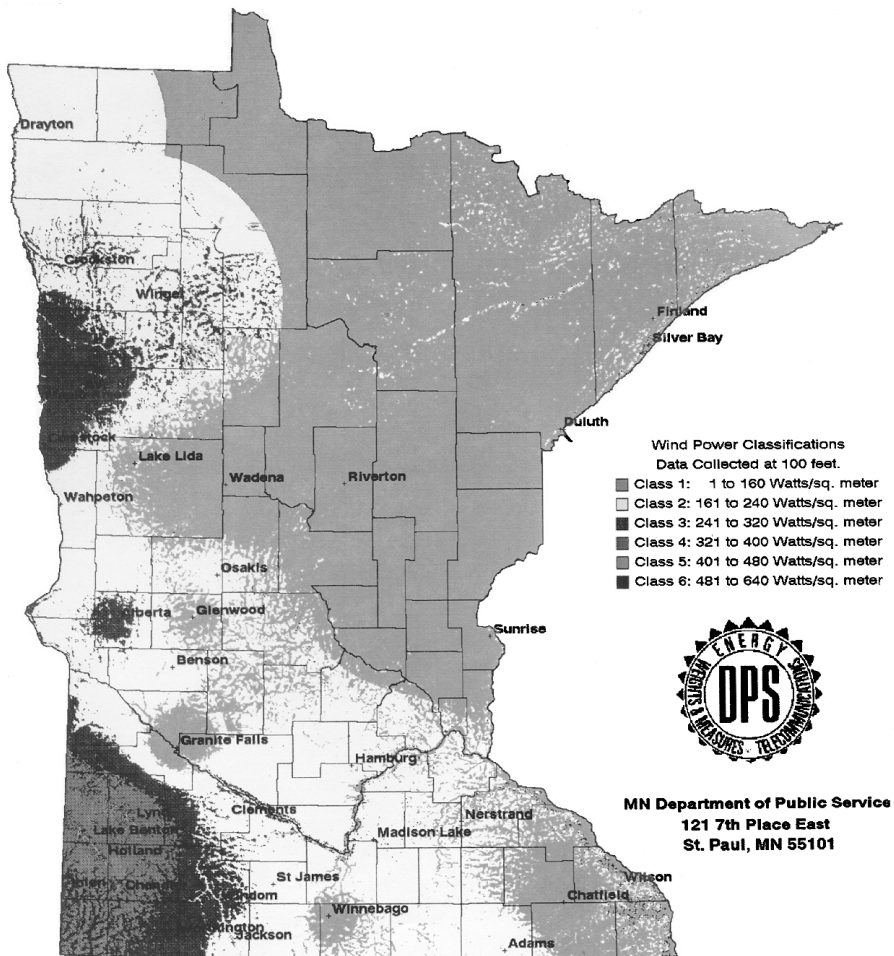 Drayton
Crookston
Winger
Finland
Silver Bay
Duluth
Comstock
Lake Lida
Wadena
Riverton
Wahpeton
Osakis
Alberta
Glenwood
Sunrise
Benson
Granite Falls
Hamburg
Clements
Nerstrand
Lake Benton
Madison Lake
Holland
St James
Wilson
Chatfield
Winnebago
Jackson
Adams
Wind Power Classifications
Data Collected at 100 feet.
Class 1: 1 to 160 Watts/sq. meter
Class 2: 161 to 240 Watts/sq. meter
Class 3: 241 to 320 Watts/sq. meter
Class 4: 321 to 400 Watts/sq. meter
Class 5: 401 to 480 Watts/sq. meter
Class 6: 481 to 640 Watts/sq. meter
ENERGY
WEIGHTS & MEASURES
TELECOMMUNICATIONS
DPS
MN Department of Public Service
121 7th Place East
St. Paul, MN 55101